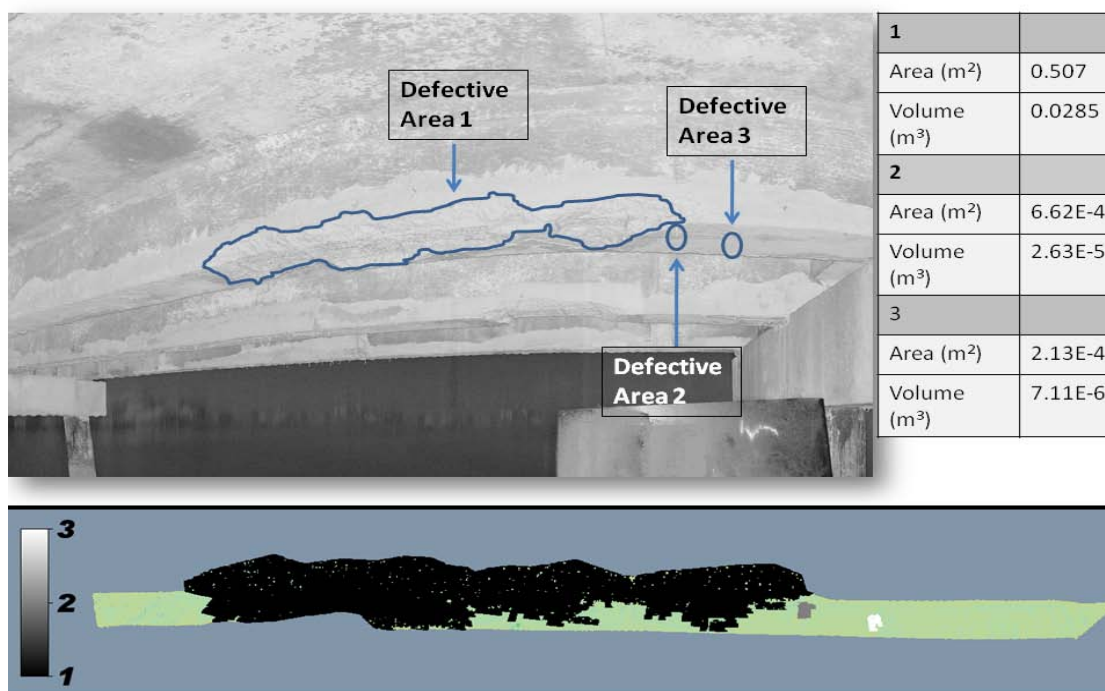 Defective
Area 1
Defective
Area 3
Defective
Area 2
1
Area (m²) 0.507
Volume 0.0285
(m³)
2
Area (m²) 6.62E-4
Volume 2.63E-5
(m³)
3
Area (m²) 2.13E-4
Volume 7.11E-6
(m³)
3
2
1